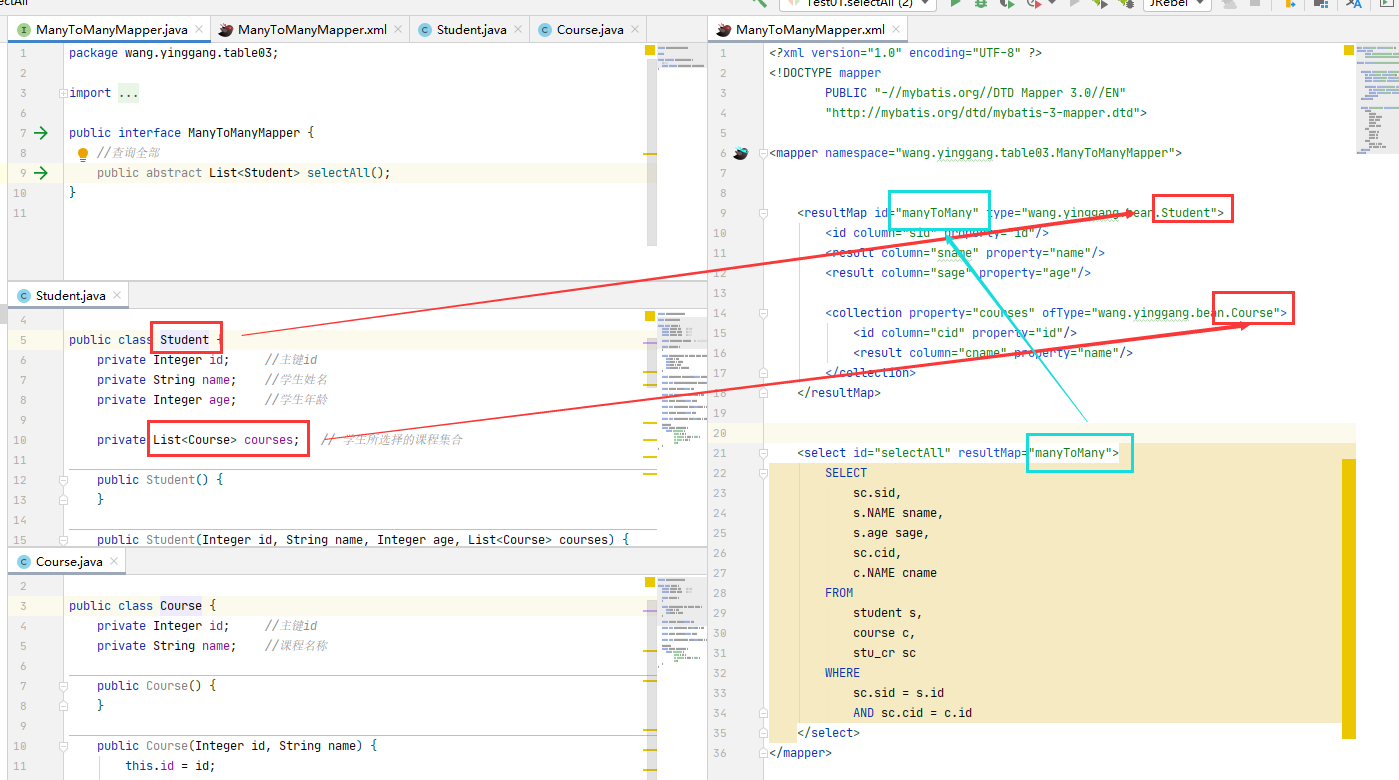 ectAll
Test01.selectAll (2)
JRebel
ManyToManyMapper.java
ManyToManyMapper.xml
Student.java
Course.java
1 package wang.yinggang.table03;
2
3 import ...
6
7 public interface ManyToManyMapper {
8 //查询全部
9 public abstract List<Student> selectAll();
10 }
11
Student.java
4
5 public class Student {
6 private Integer id; //主键id
7 private String name; //学生姓名
8 private Integer age; //学生年龄
9
10 private List<Course> courses; // 学生所选择的课程集合
11
12 public Student() {
13 }
14
15 public Student(Integer id, String name, Integer age, List<Course> courses) {
Course.java
2
3 public class Course {
4 private Integer id; //主键id
5 private String name; //课程名称
6
7 public Course() {
8 }
9
10 public Course(Integer id, String name) {
11 this.id = id;
ManyToManyMapper.xml
1 <?xml version="1.0" encoding="UTF-8" ?>
2 <!DOCTYPE mapper
3 PUBLIC "-//mybatis.org//DTD Mapper 3.0//EN"
4 "http://mybatis.org/dtd/mybatis-3-mapper.dtd">
5
6 <mapper namespace="wang.yinggang.table03.ManyToManyMapper">
7
8
9 <resultMap id="manyToMany" type="wang.yinggang.bean.Student">
10 <id column="sid" property="id"/>
11 <result column="sname" property="name"/>
12 <result column="sage" property="age"/>
13
14 <collection property="courses" ofType="wang.yinggang.bean.Course">
15 <id column="cid" property="id"/>
16 <result column="cname" property="name"/>
17 </collection>
18 </resultMap>
19
20
21 <select id="selectAll" resultMap="manyToMany">
22 SELECT
23 sc.sid,
24 s.NAME sname,
25 s.age sage,
26 sc.cid,
27 c.NAME cname
28 FROM
29 student s,
30 course c,
31 stu_cr sc
32 WHERE
33 sc.sid = s.id
34 AND sc.cid = c.id
35 </select>
36 </mapper>